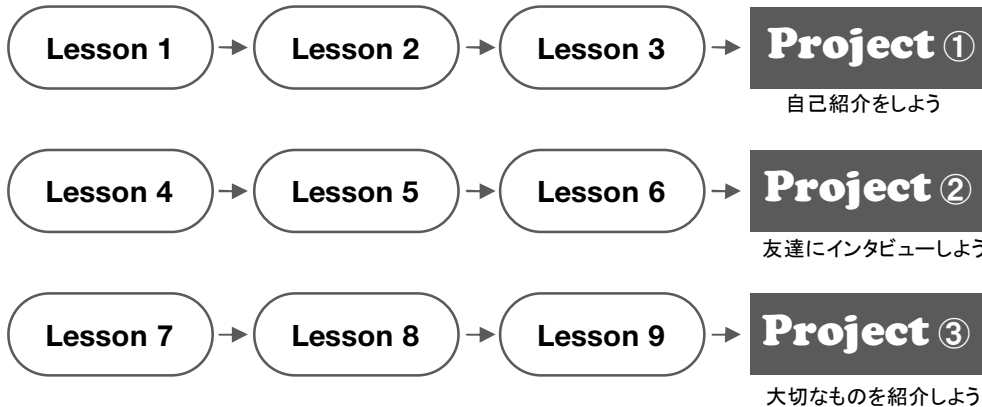 Lesson 1 Lesson 2 Lesson 3 Project ①
自己紹介をしよう
Lesson 4 Lesson 5 Lesson 6 Project ②
友達にインタビューしよう
Lesson 7 Lesson 8 Lesson 9 Project ③
大切なものを紹介しよう